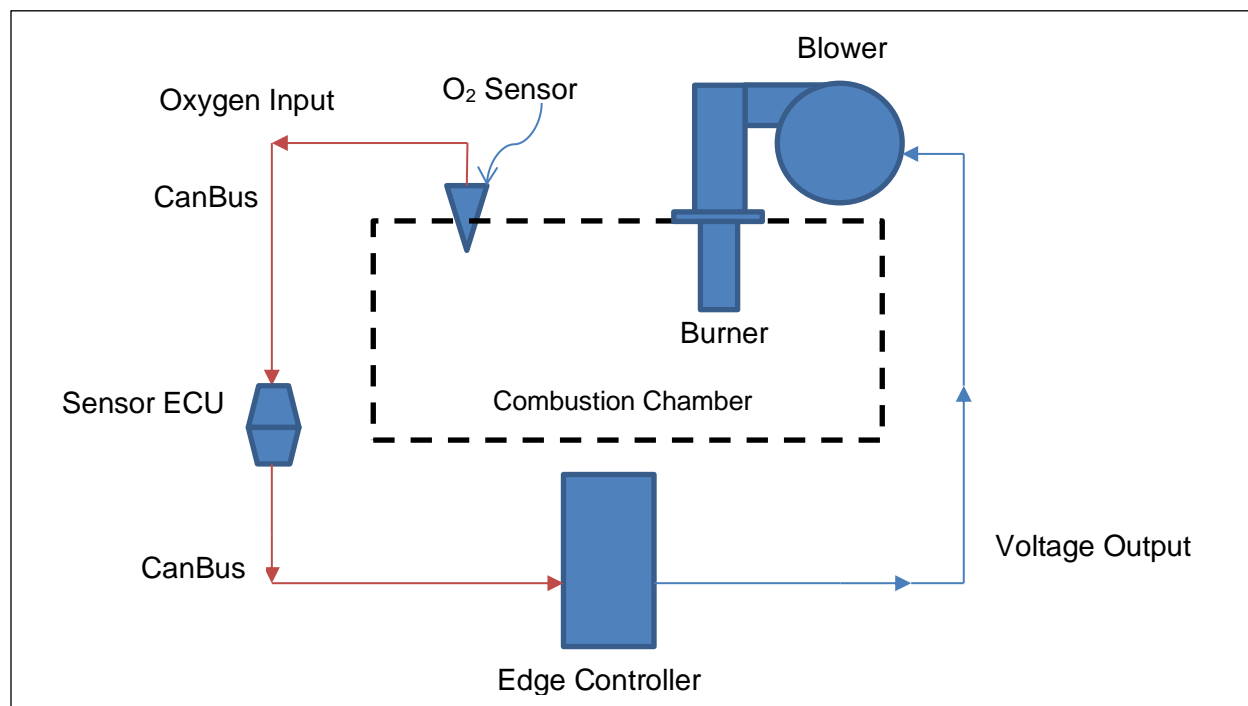 Blower
O₂ Sensor
Oxygen Input
CanBus
Burner
Sensor ECU
Combustion Chamber
Voltage Output
CanBus
Edge Controller